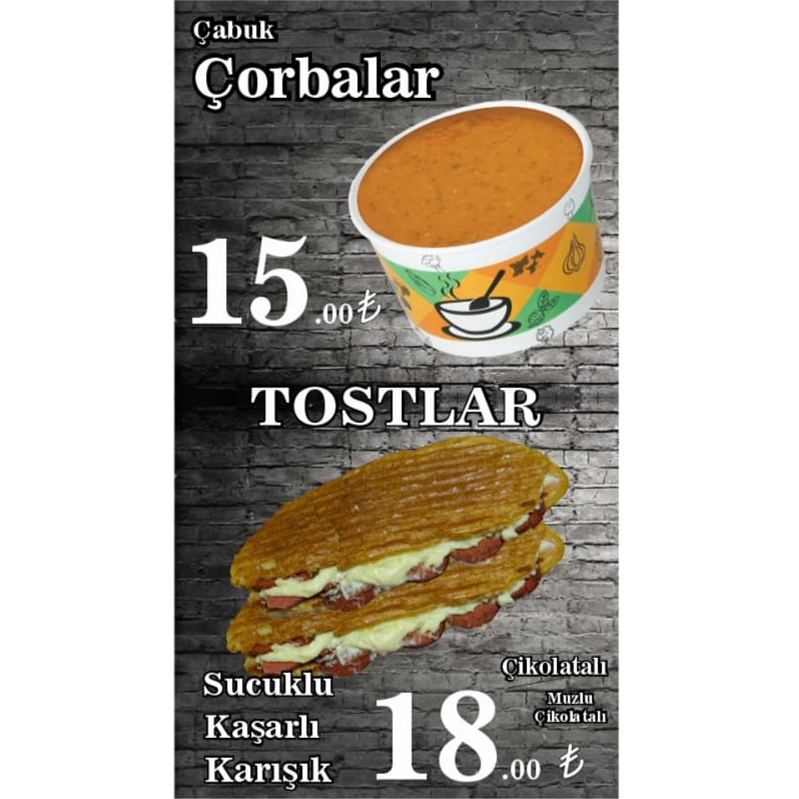 Çabuk
Çorbalar
15.00₺
TOSTLAR
Sucuklu
Kaşarlı
Karışık
Çikolatalı
Muzlu
Çikolatalı
18.00 ₺